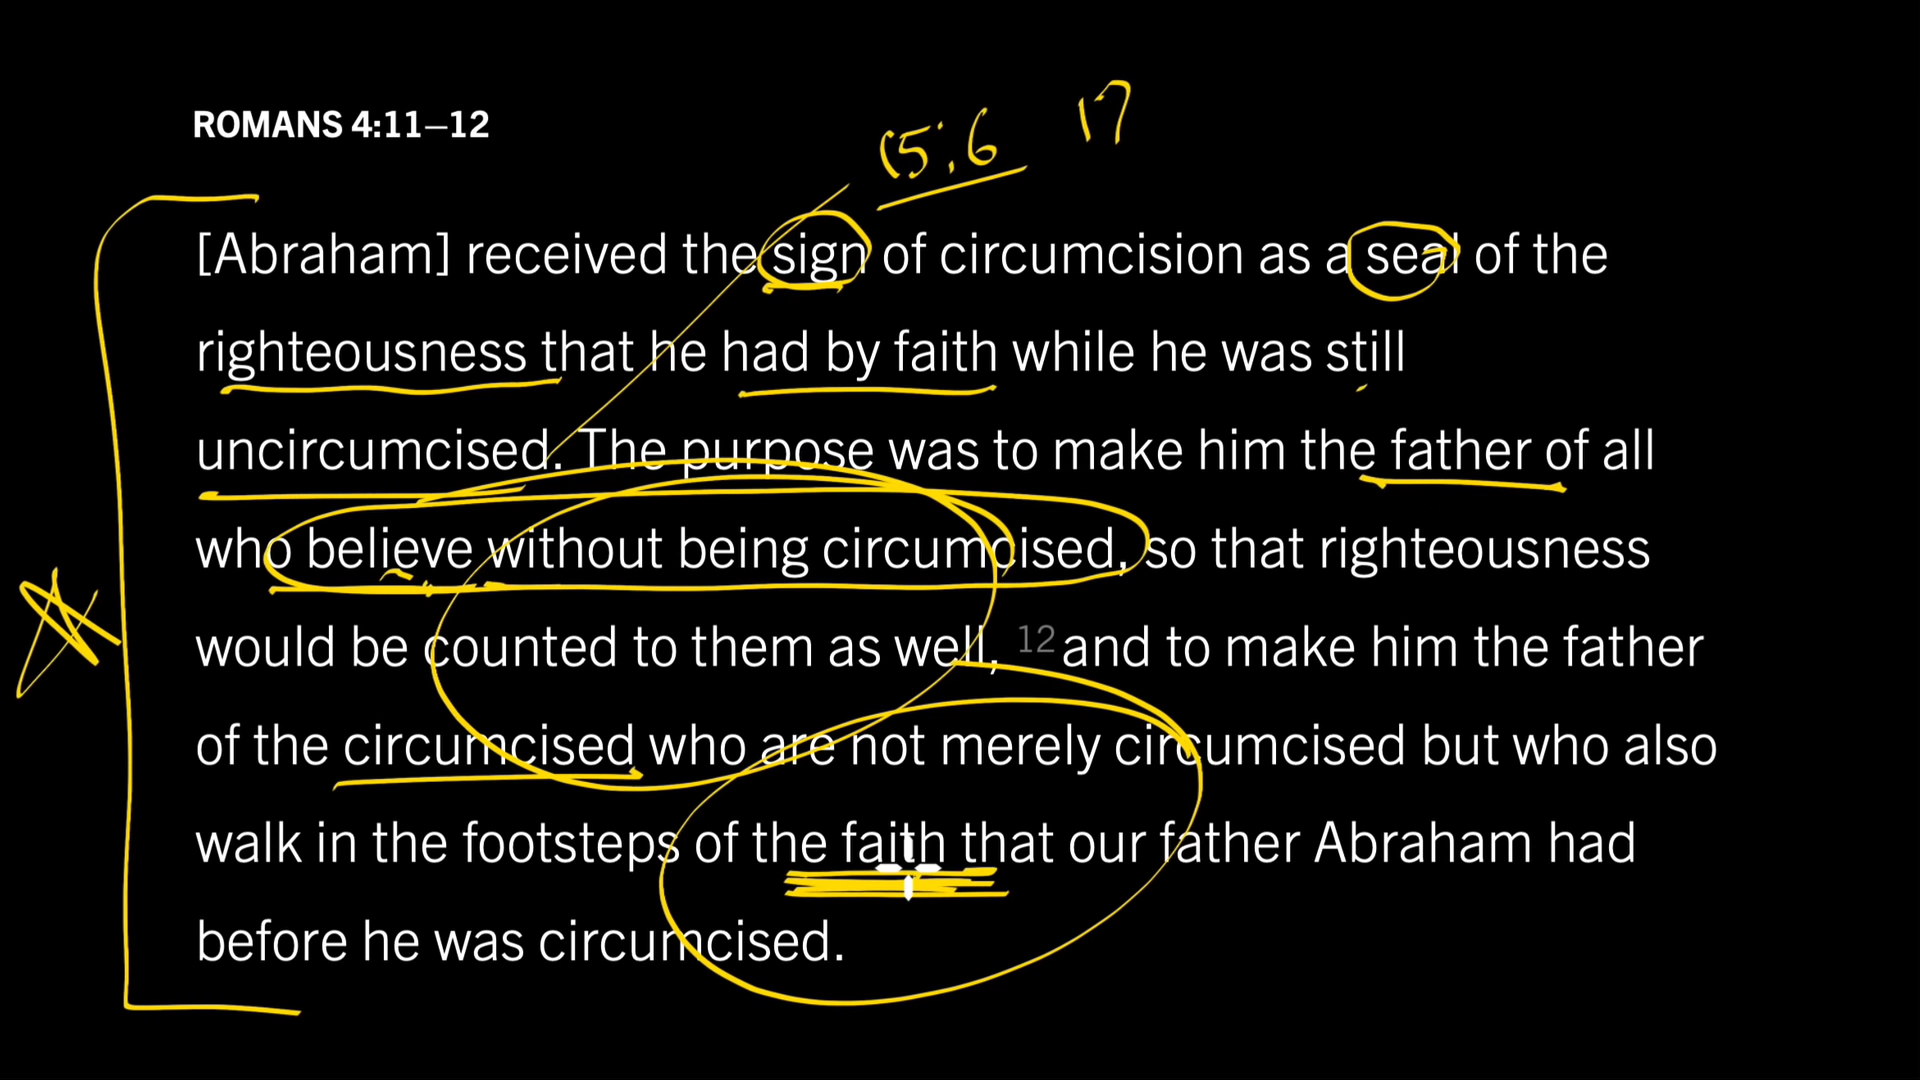 ROMANS 4:11–12
15:6 17
[Abraham] received the sign of circumcision as a seal of the
righteousness that he had by faith while he was still
uncircumcised. The purpose was to make him the father of all
who believe without being circumcised, so that righteousness
would be counted to them as well, 12 and to make him the father
of the circumcised who are not merely circumcised but who also
walk in the footsteps of the faith that our father Abraham had
before he was circumcised.